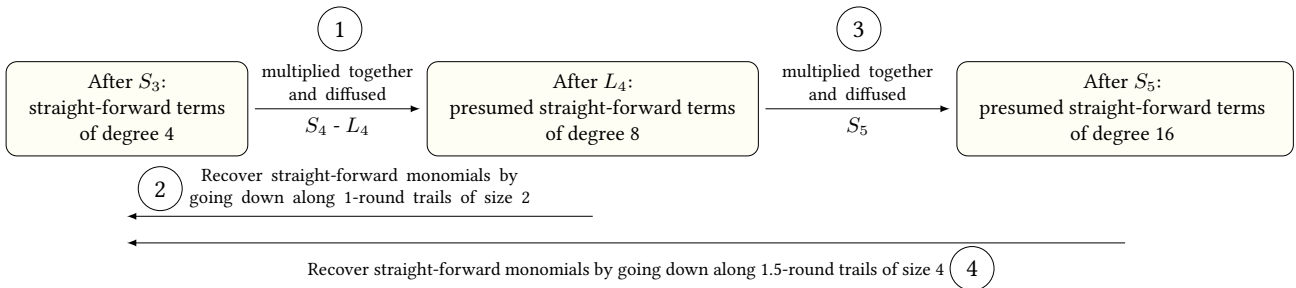 1
3
After S₃:
straight-forward terms
of degree 4
multiplied together
and diffused
S₄ - L₄
After L₄:
presumed straight-forward terms
of degree 8
multiplied together
and diffused
S₅
After S₅:
presumed straight-forward terms
of degree 16
2
Recover straight-forward monomials by
going down along 1-round trails of size 2
Recover straight-forward monomials by going down along 1.5-round trails of size 4
4